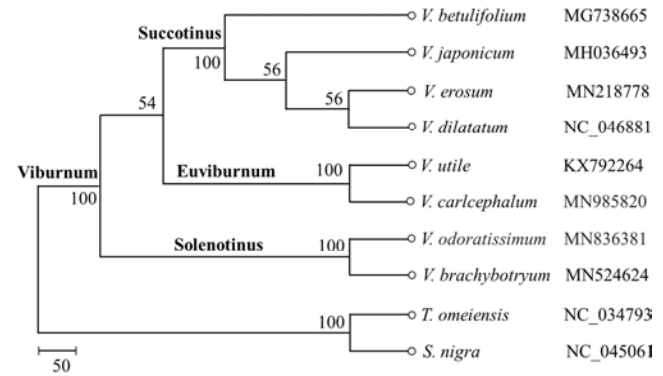 V. betulifolium MG738665
Succotinus
100
V. japonicum MH036493
56
V. erosum MN218778
56
V. dilatatum NC_046881
54
V. utile KX792264
Euviburnum 100
Viburnum
100
V. carlcephalum MN985820
V. odoratissimum MN836381
Solenotinus 100
V. brachybotryum MN524624
T. omeiensis NC_034793
100
S. nigra NC_045061
50